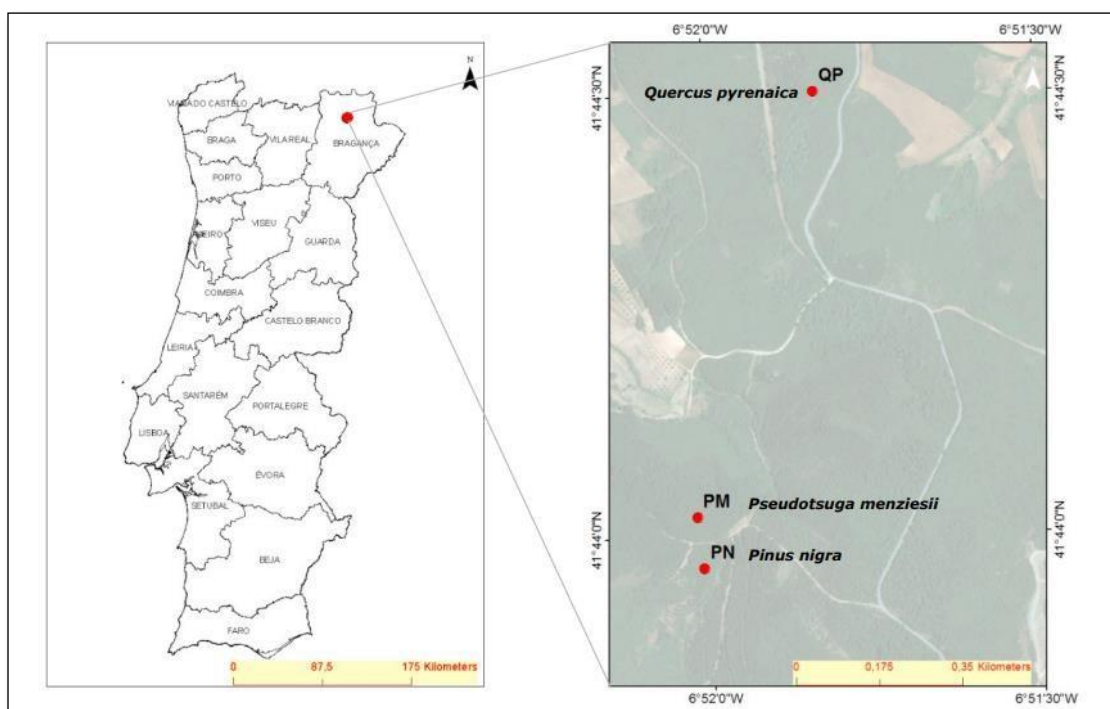 N
VIANADO CASTELO
BRAGA
VILA REAL
BRAGANÇA
PORTO
VISEU
GUARDA
COIMBRA
CASTELO BRANCO
LEIRIA
SANTARÉM
PORTALEGRE
LISBOA
ÉVORA
SETUBAL
BEJA
FARO
0 87,5 175 Kilometers
6°52'0"W 6°51'30"W
41°44'30"N
41°44'30"N
QP
Quercus pyrenaica
PM Pseudotsuga menziesii
41°44'0"N
41°44'0"N
PN Pinus nigra
0 0,175 0,35 Kilometers
6°52'0"W 6°51'30"W